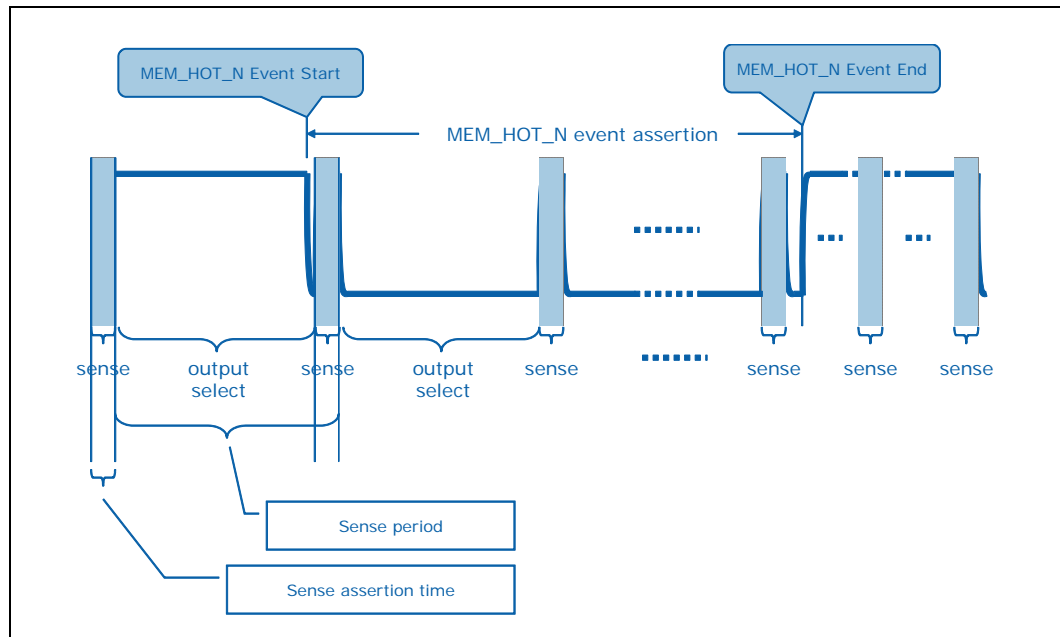 MEM_HOT_N Event Start
MEM_HOT_N Event End
MEM_HOT_N event assertion
sense
output
select
sense
output
select
sense
sense
sense
sense
Sense period
Sense assertion time